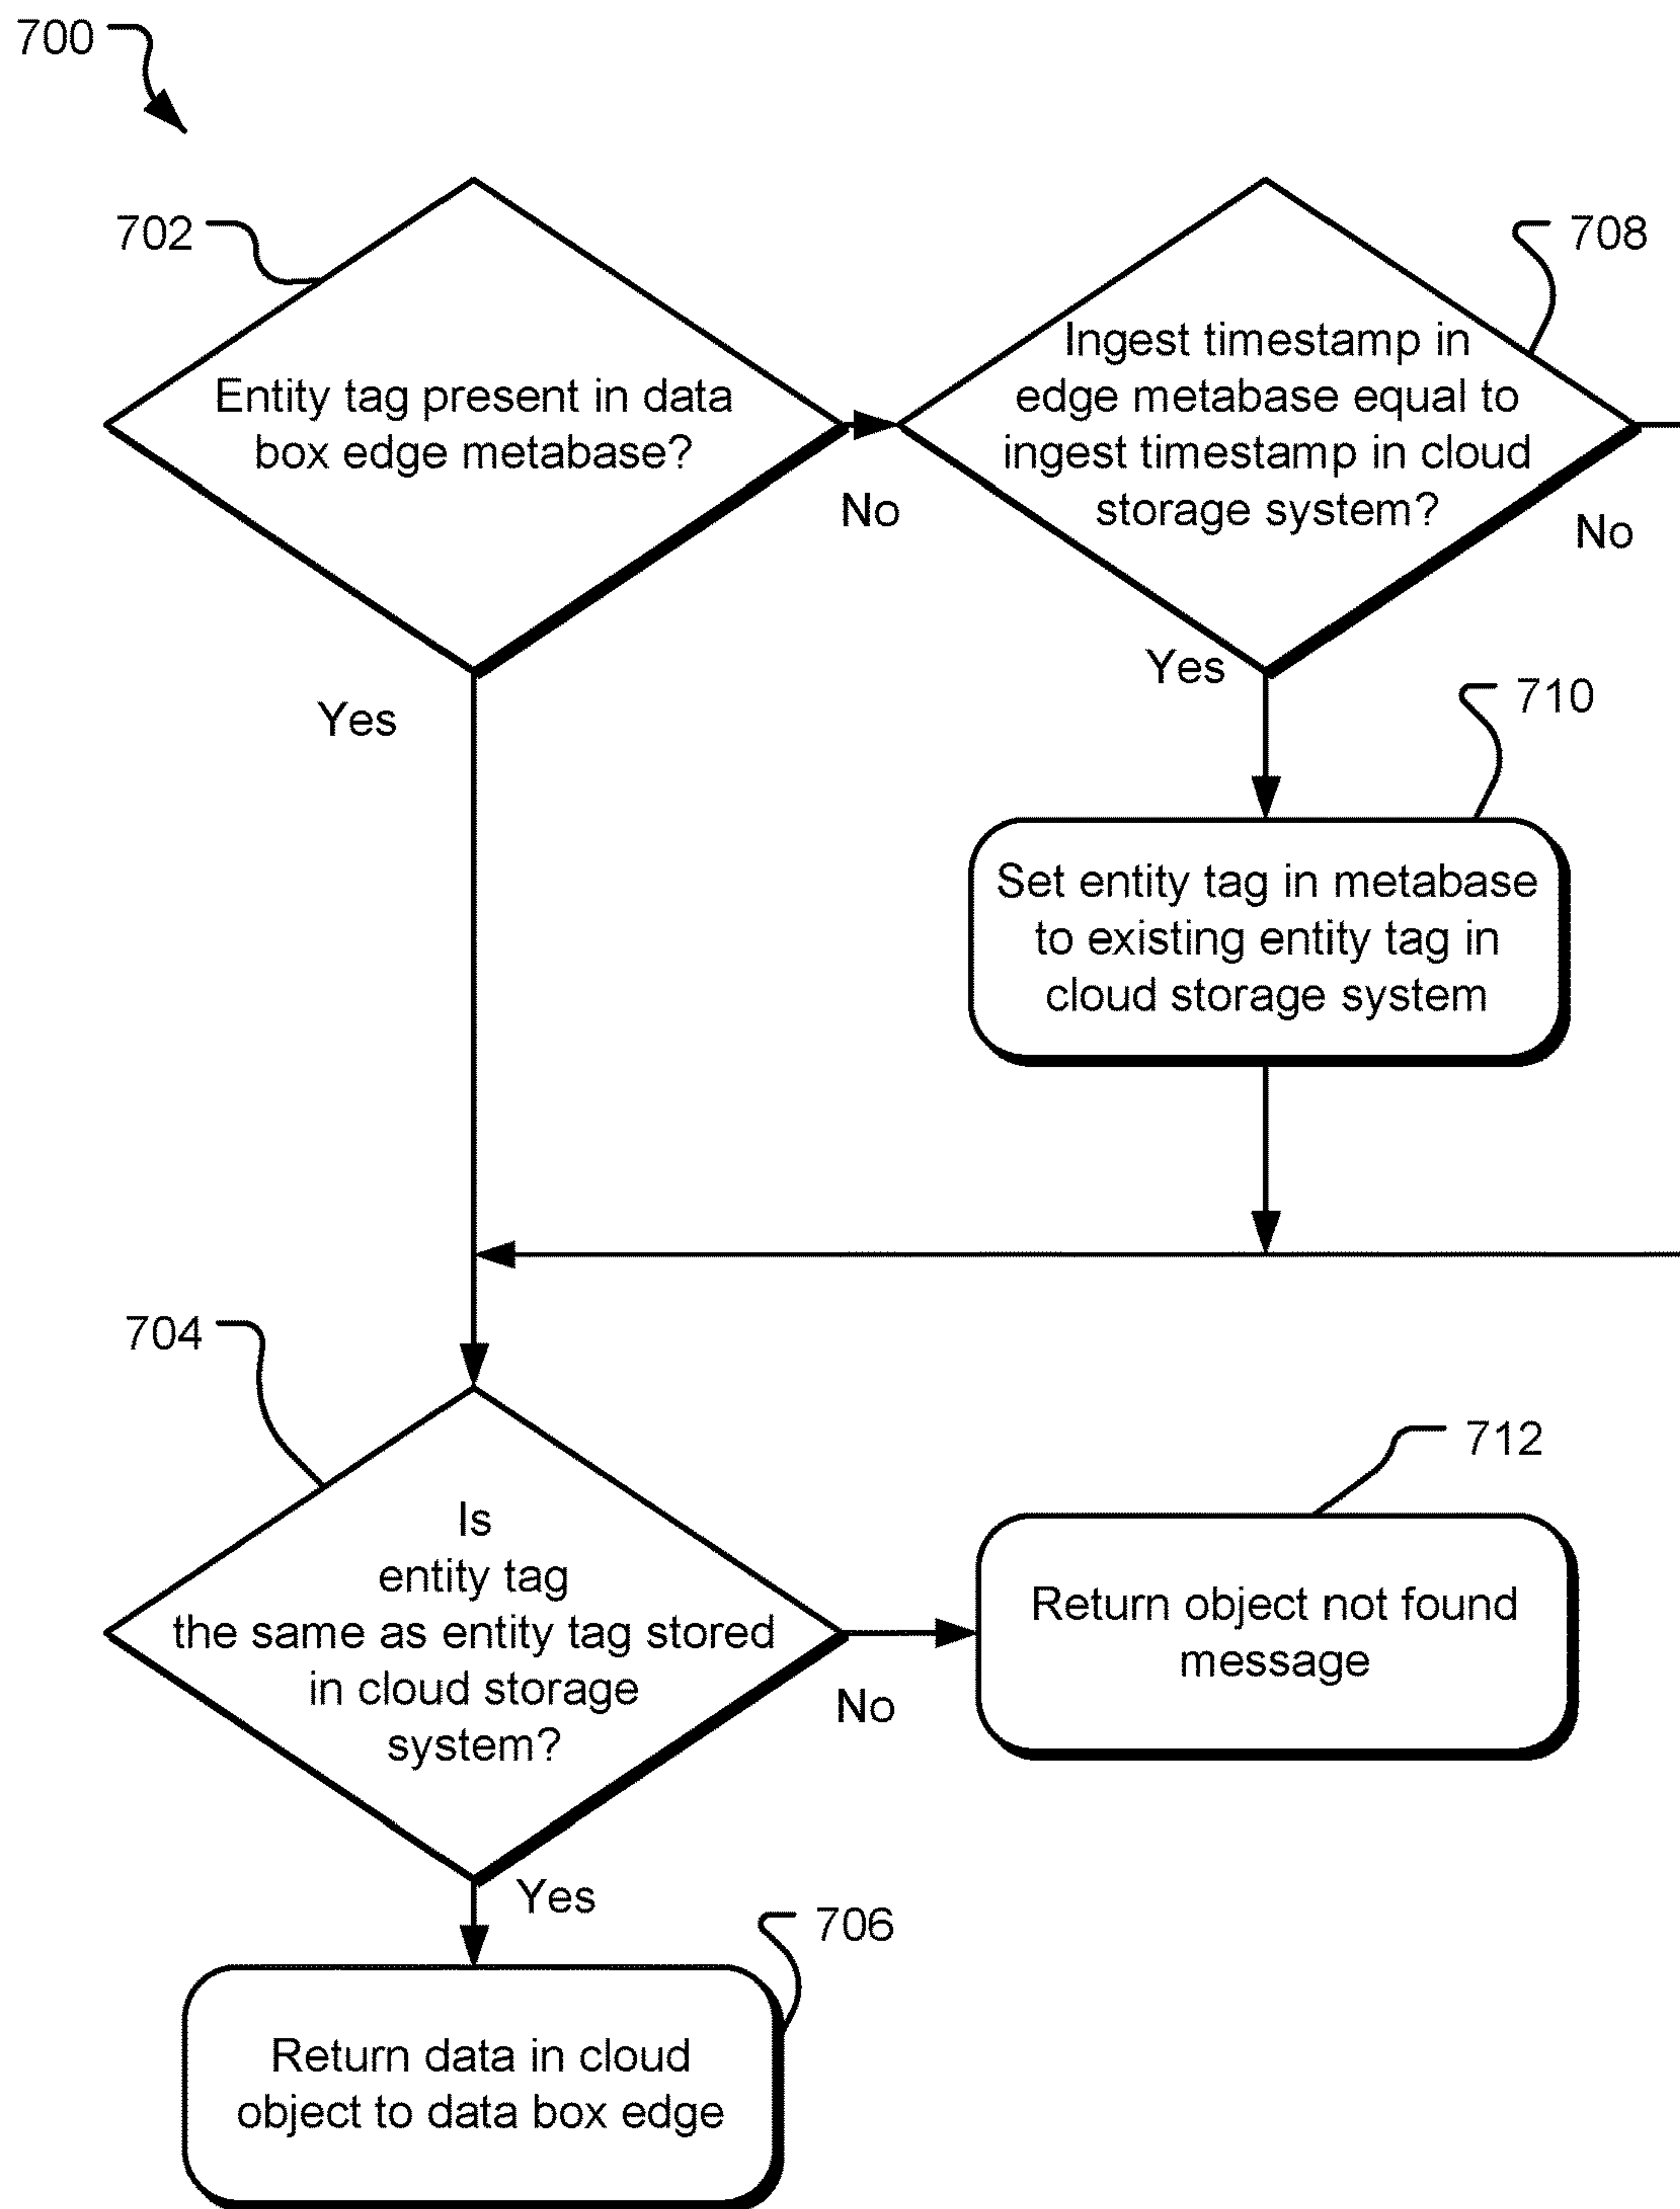 700
702
708
Entity tag present in data
box edge metabase?
Ingest timestamp in
edge metabase equal to
ingest timestamp in cloud
storage system?
No
No
Yes
Yes
710
Set entity tag in metabase
to existing entity tag in
cloud storage system
704
712
Is
entity tag
the same as entity tag stored
in cloud storage
system?
Return object not found
message
No
Yes
706
Return data in cloud
object to data box edge